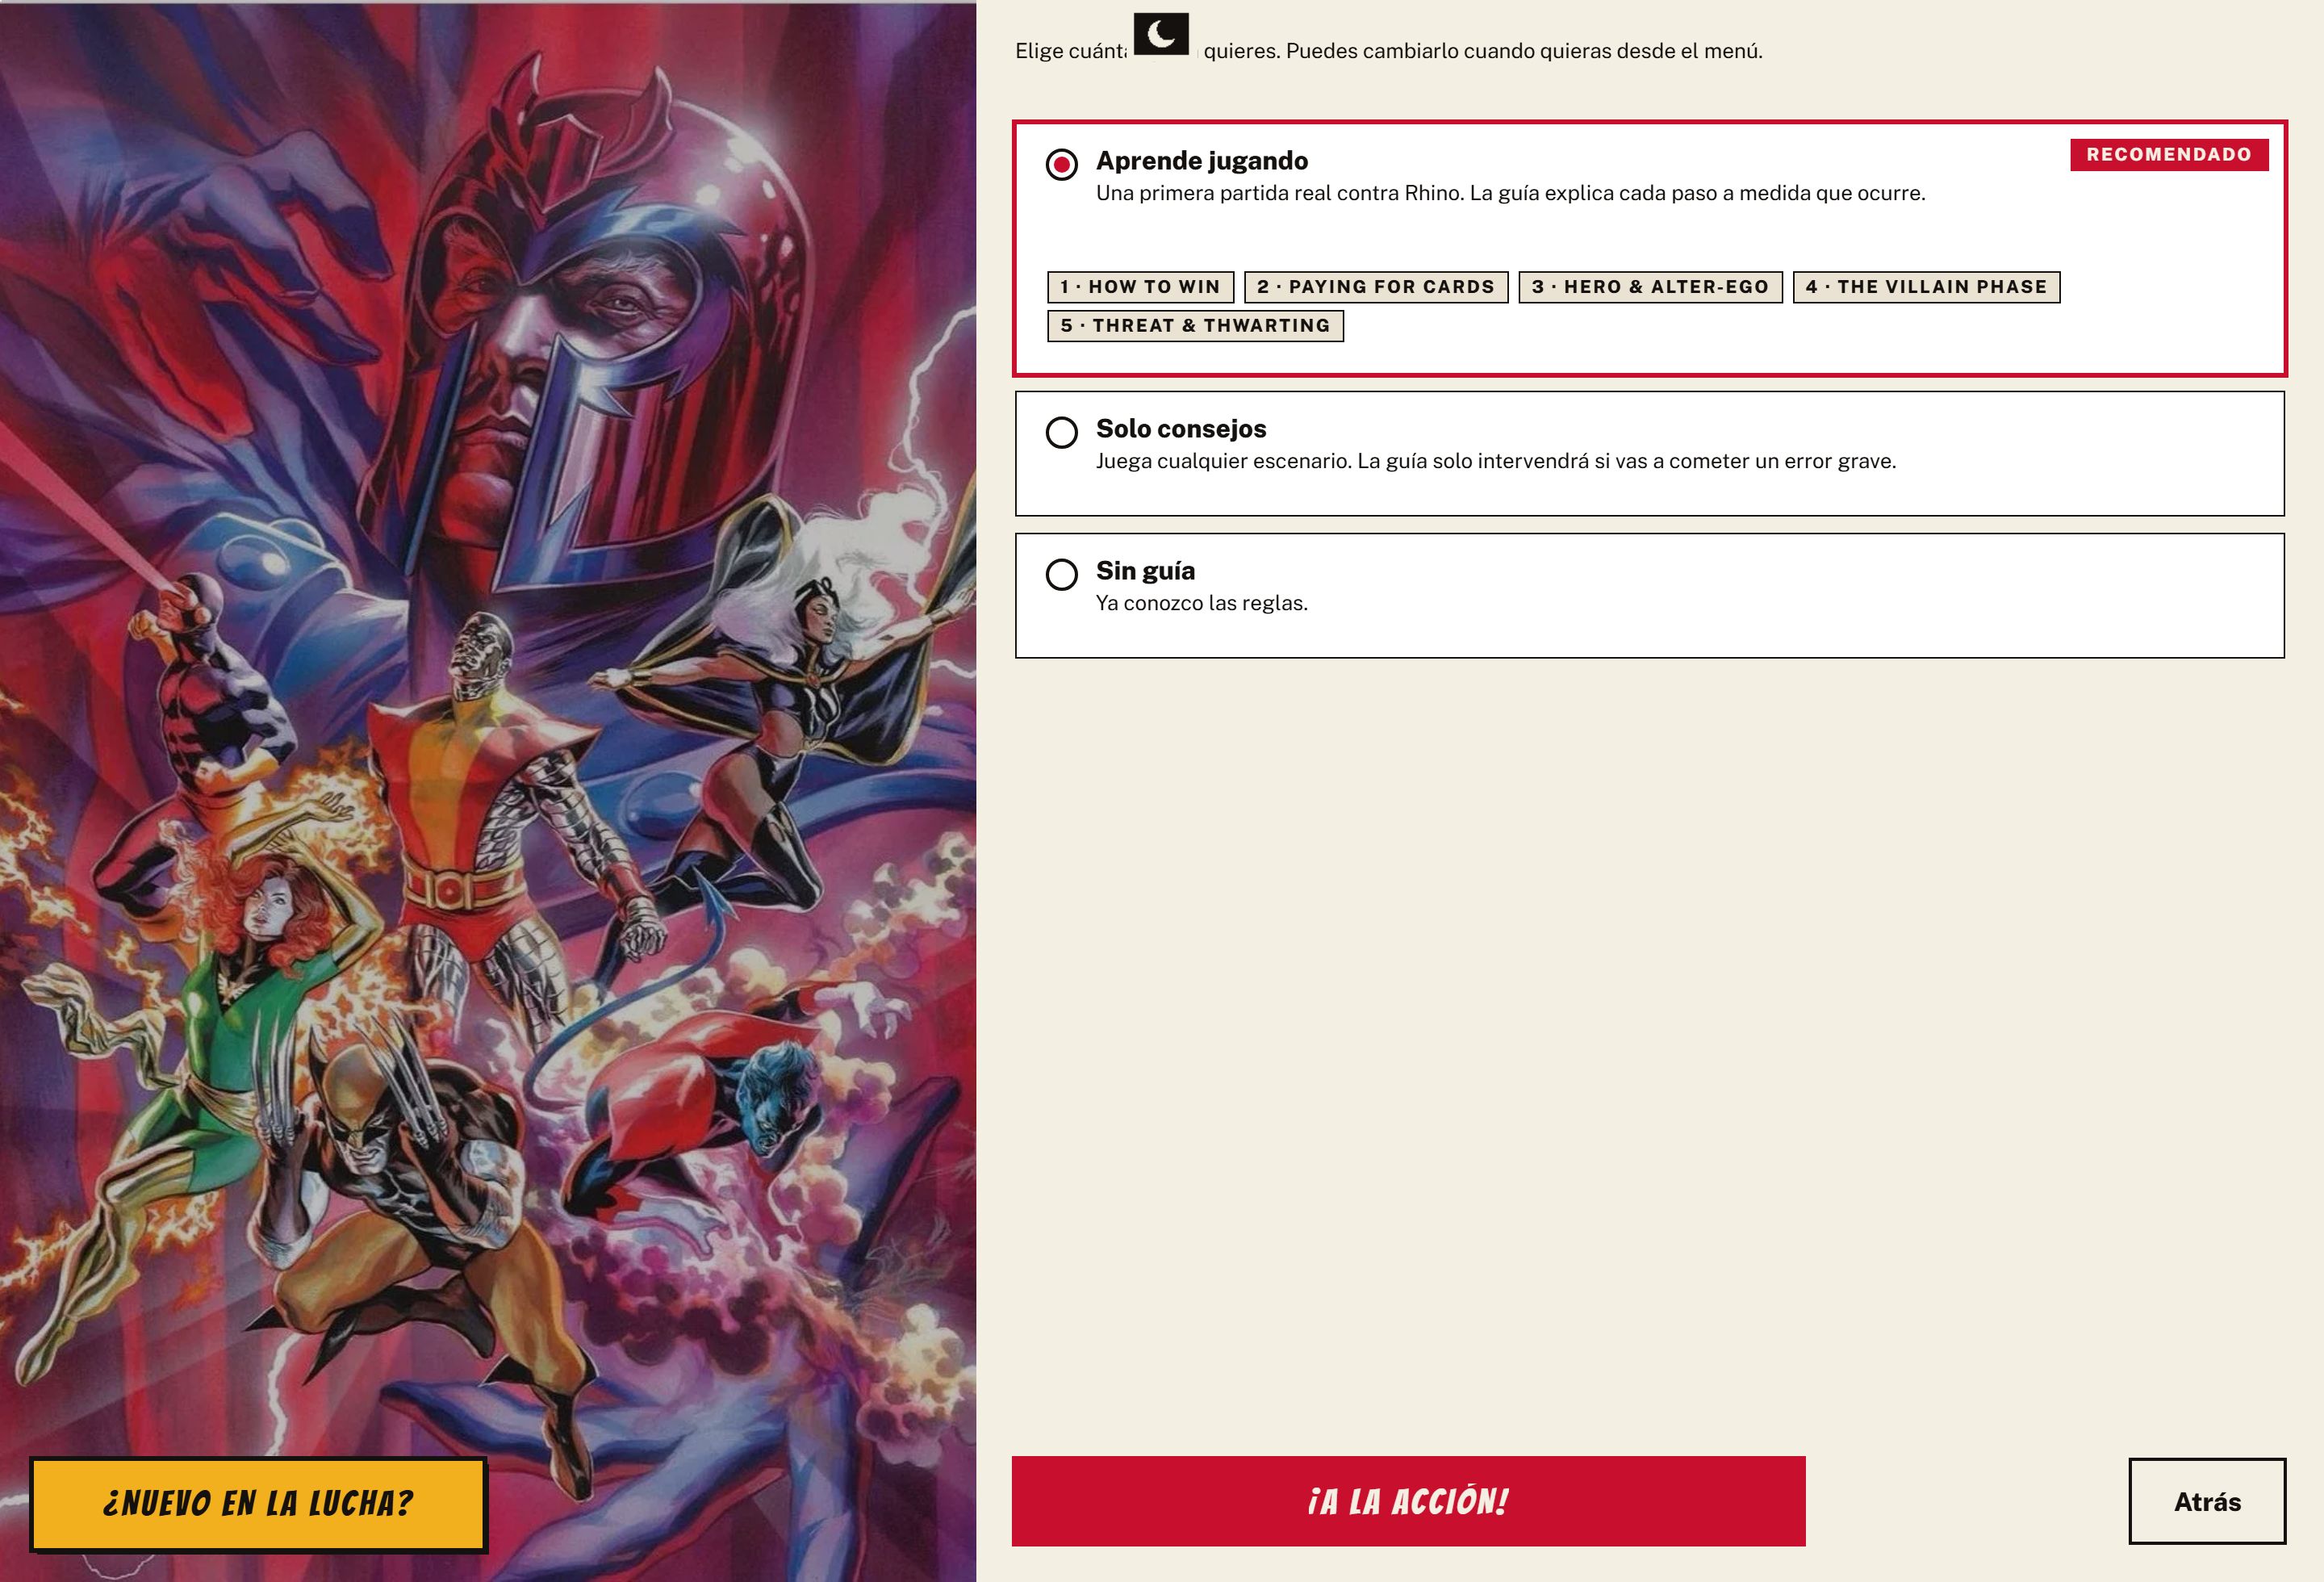 Elige cuánt quieres. Puedes cambiarlo cuando quieras desde el menú.
Aprende jugando
RECOMENDADO
Una primera partida real contra Rhino. La guía explica cada paso a medida que ocurre.
1 · HOW TO WIN
2 · PAYING FOR CARDS
3 · HERO & ALTER-EGO
4 · THE VILLAIN PHASE
5 · THREAT & THWARTING
Solo consejos
Juega cualquier escenario. La guía solo intervendrá si vas a cometer un error grave.
Sin guía
Ya conozco las reglas.
¿NUEVO EN LA LUCHA?
¡A LA ACCIÓN!
Atrás